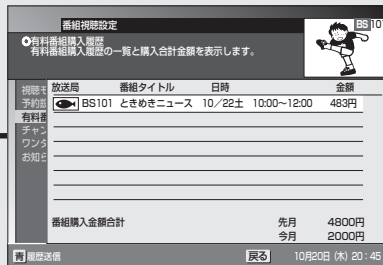 番組視聴設定
BS 10
有料番組購入履歴
有料番組購入履歴の一覧と購入合計金額を表示します。
視聴モ
予約設
有料番
チャン
ワンタ
お知ら
放送局 番組タイトル 日時 金額
BS101 ときめきニュース 10／22土 10:00〜12:00 483円
番組購入金額合計 先月 4800円
今月 2000円
青 履歴送信 戻る 10月20日(木) 20:45